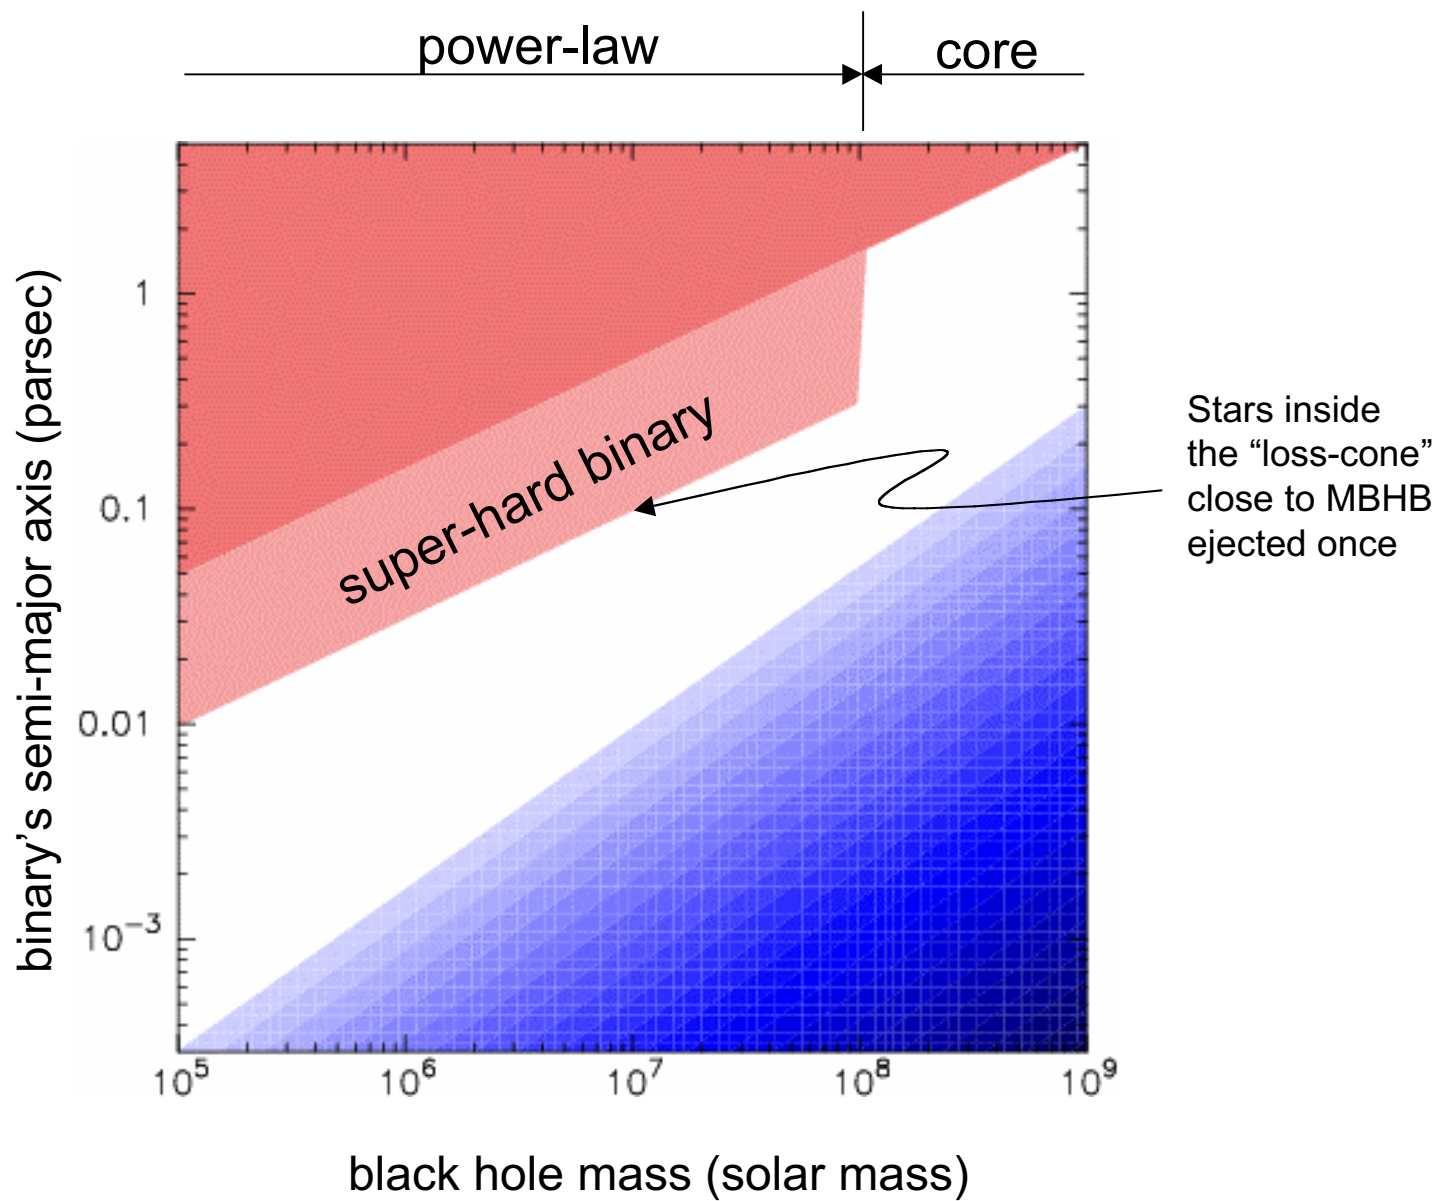 power-law
core
binary's semi-major axis (parsec)
1
0.1
0.01
10⁻³
super-hard binary
Stars inside
the “loss-cone”
close to MBHB
ejected once
10⁵ 10⁶ 10⁷ 10⁸ 10⁹
black hole mass (solar mass)